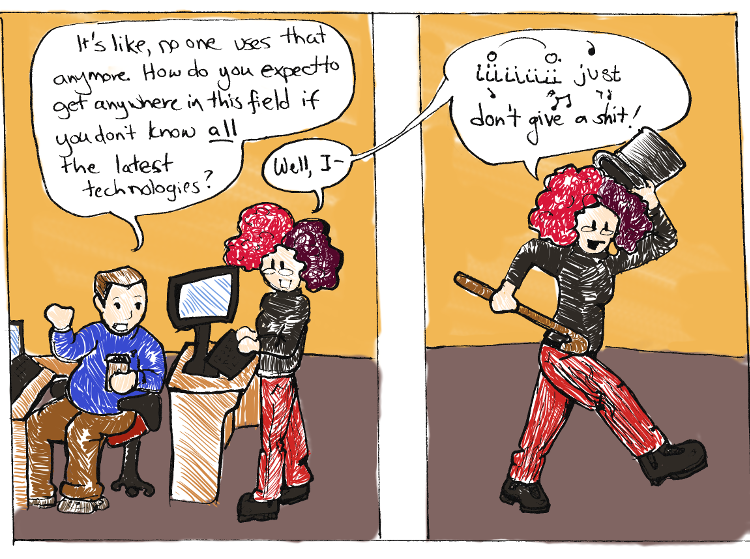 It's like, no one uses that
anymore. How do you expect to
get anywhere in this field if
you don't know all
the latest
technologies?
Well, I-
iiiiiiii just
don't give a shit!